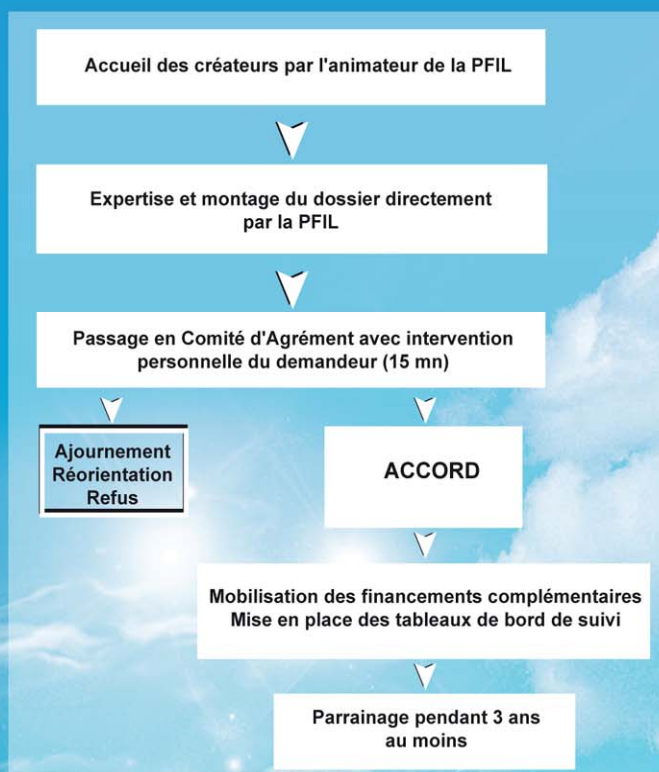 Accueil des créateurs par l'animateur de la PFIL
Expertise et montage du dossier directement
par la PFIL
Passage en Comité d'Agrément avec intervention
personnelle du demandeur (15 mn)
Ajournement
Réorientation
Refus
ACCORD
Mobilisation des financements complémentaires
Mise en place des tableaux de bord de suivi
Parrainage pendant 3 ans
au moins